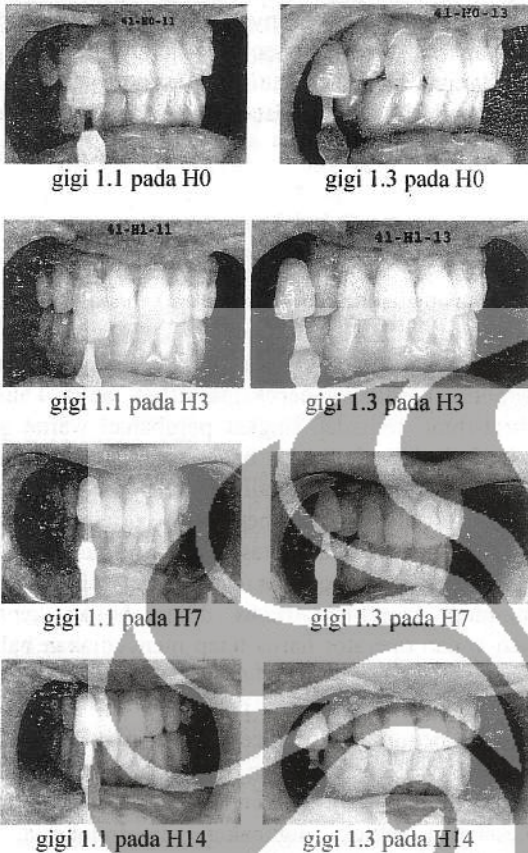 41-H0-11
41-H0-13
gigi 1.1 pada H0
gigi 1.3 pada H0
41-H1-11
41-H1-13
gigi 1.1 pada H3
gigi 1.3 pada H3
gigi 1.1 pada H7
gigi 1.3 pada H7
gigi 1.1 pada H14
gigi 1.3 pada H14